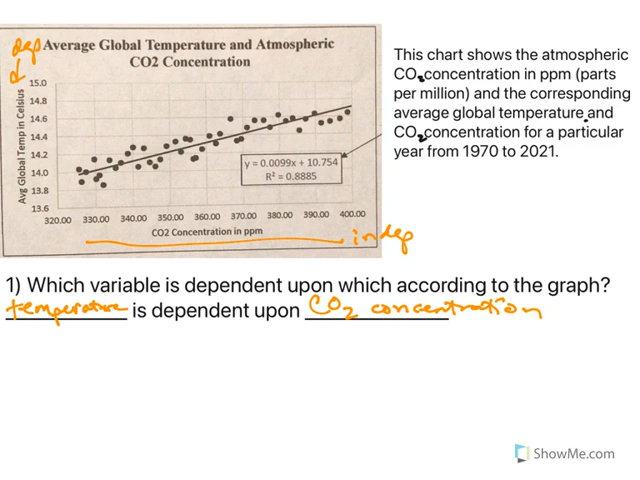 dep Average Global Temperature and Atmospheric
CO2 Concentration
15.0
14.8
14.6
14.4
14.2
14.0
13.8
13.6
Avg Global Temp in Celsius
y = 0.0099x + 10.754
R² = 0.8885
320.00 330.00 340.00 350.00 360.00 370.00 380.00 390.00 400.00
CO2 Concentration in ppm
indep
This chart shows the atmospheric
CO2 concentration in ppm (parts
per million) and the corresponding
average global temperature and
CO2 concentration for a particular
year from 1970 to 2021.
1) Which variable is dependent upon which according to the graph?
temperature is dependent upon CO2 concentration
ShowMe.com